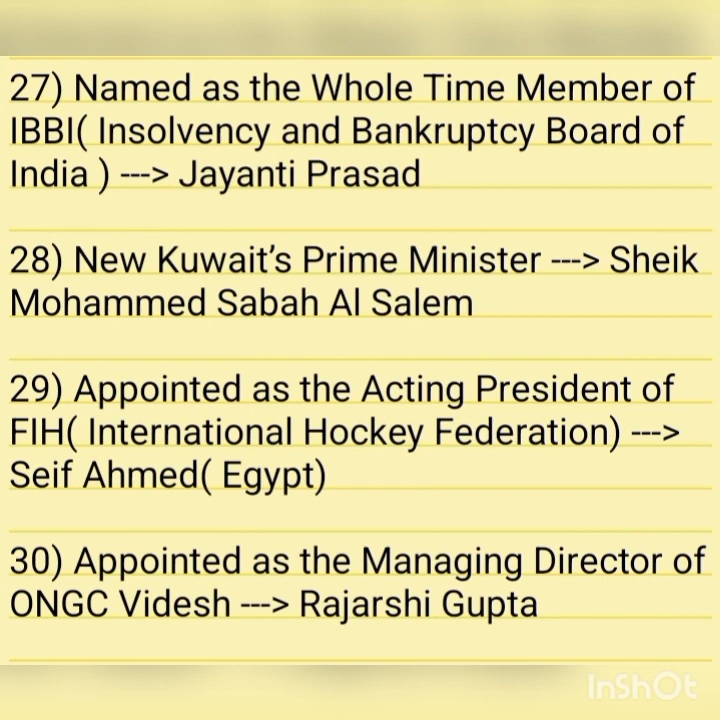 27) Named as the Whole Time Member of
IBBI( Insolvency and Bankruptcy Board of
India ) ---> Jayanti Prasad
28) New Kuwait’s Prime Minister ---> Sheik
Mohammed Sabah Al Salem
29) Appointed as the Acting President of
FIH( International Hockey Federation) --->
Seif Ahmed( Egypt)
30) Appointed as the Managing Director of
ONGC Videsh ---> Rajarshi Gupta
InShOt